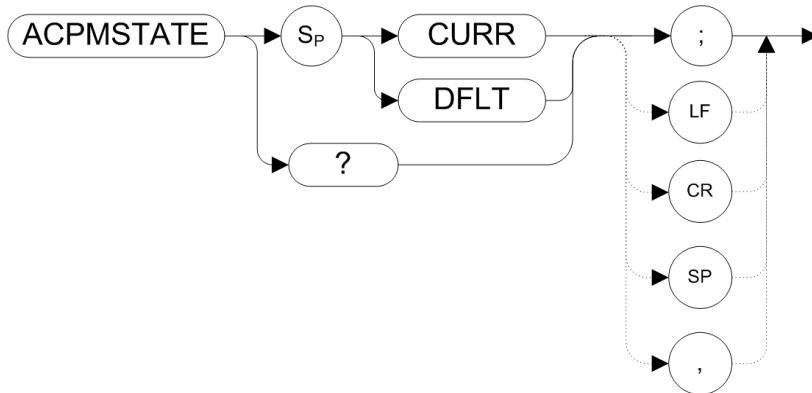 ACPMSTATE
SP
CURR
;
DFLT
LF
?
CR
SP
,